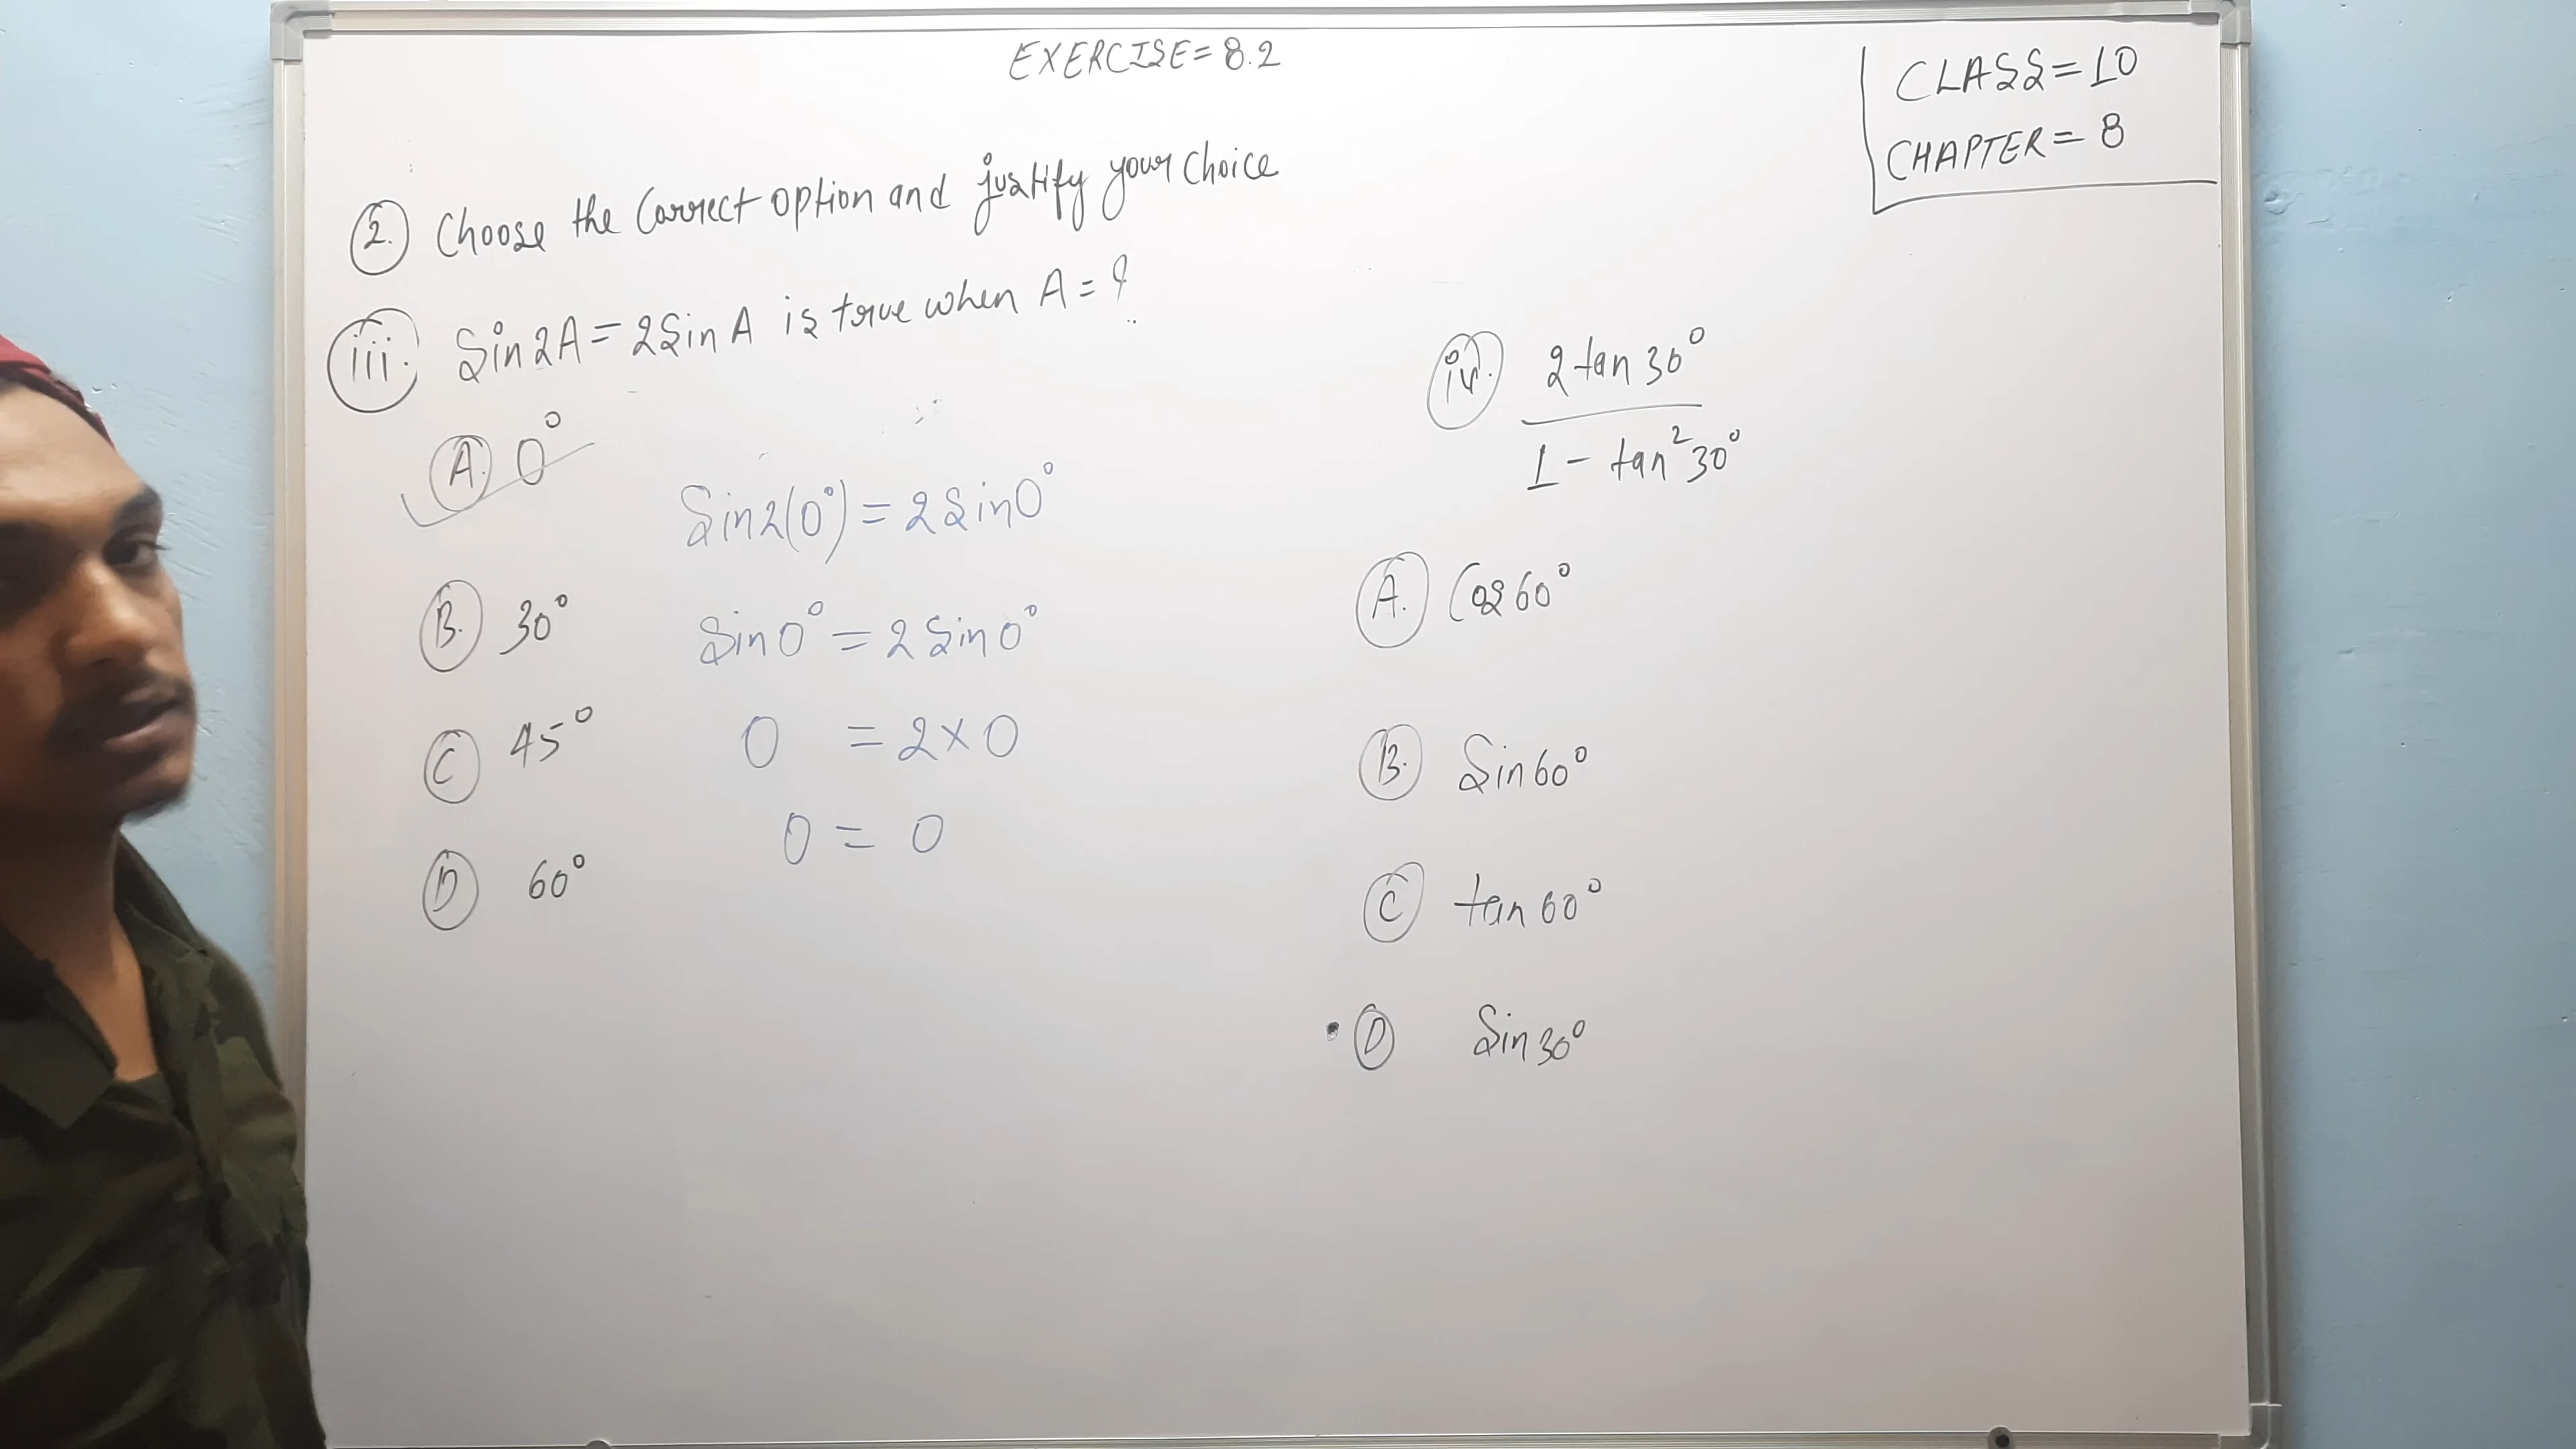 EXERCISE = 8.2
CLASS = 10
CHAPTER = 8
2. Choose the Correct option and justify your Choice
iii. Sin2A = 2SinA is true when A = ?
A. 0°
Sin2(0°) = 2Sin0°
B. 30°
Sin0° = 2Sin0°
C 45°
0 = 2×0
0 = 0
D 60°
iv. 2tan30°
1 - tan²30°
A. Cos60°
B. Sin60°
C tan60°
D Sin30°